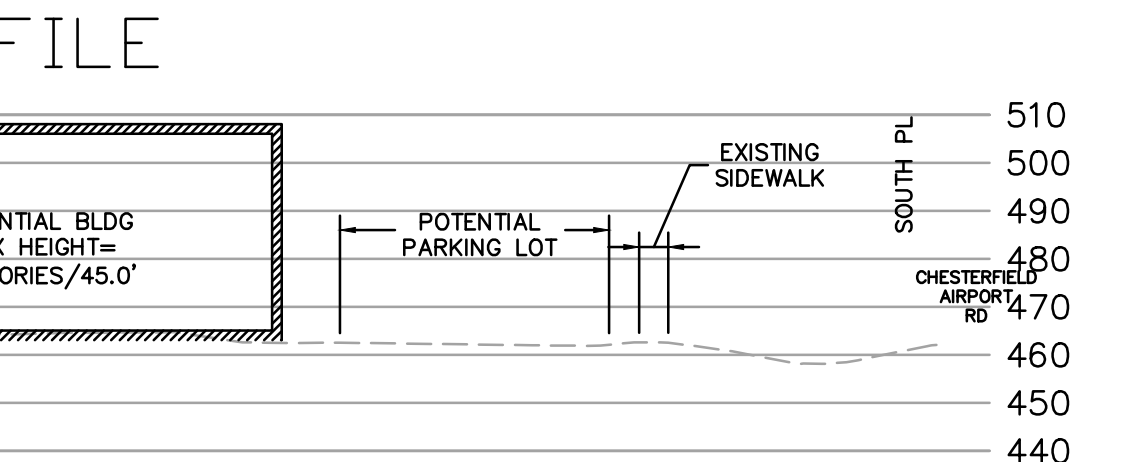 FILE
510
EXISTING
SIDEWALK
500
SOUTH PL
NTIAL BLDG
X HEIGHT=
ORIES/45.0'
POTENTIAL
PARKING LOT
490
480
CHESTERFIELD
AIRPORT
RD
470
460
450
440